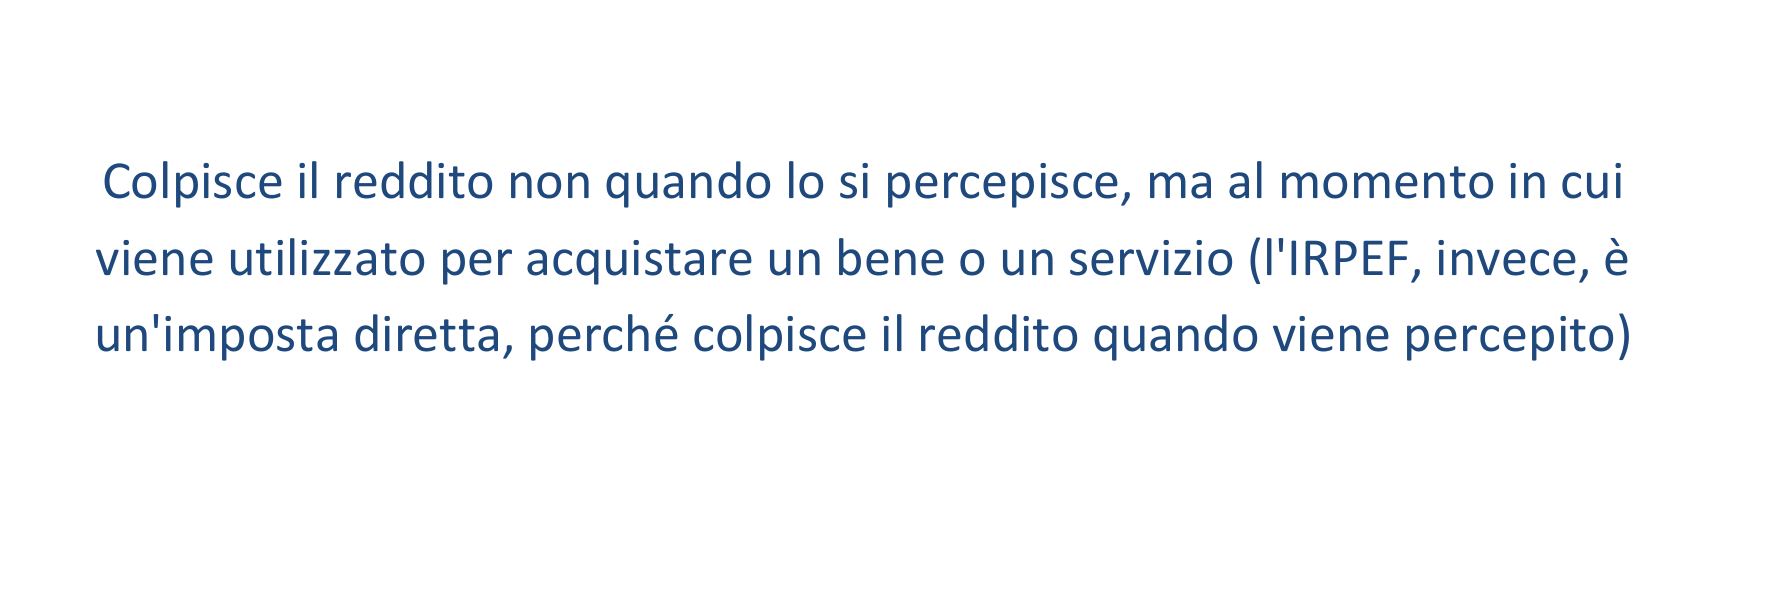 Colpisce il reddito non quando lo si percepisce, ma al momento in cui
viene utilizzato per acquistare un bene o un servizio (l'IRPEF, invece, è
un'imposta diretta, perché colpisce il reddito quando viene percepito)